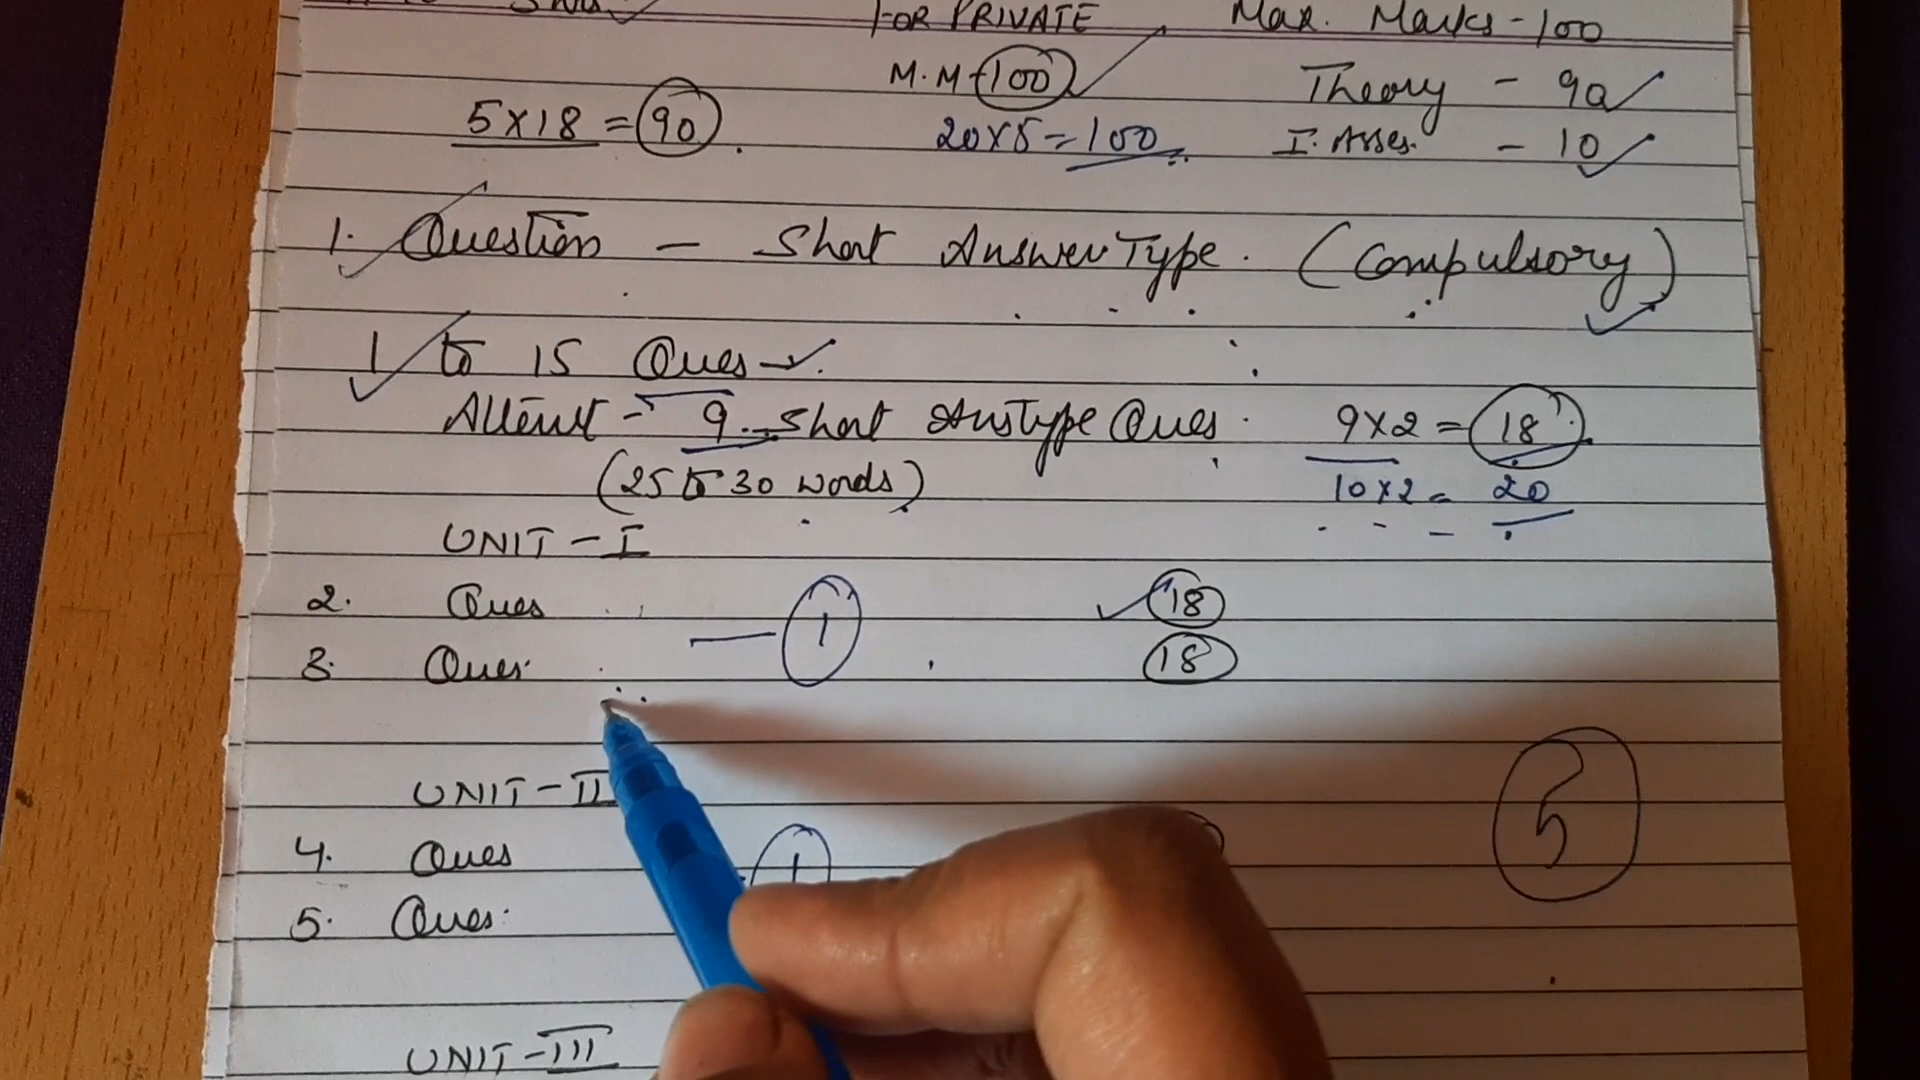 FOR PRIVATE Max. Marks - 100
M.M - 100 Theory - 90
5x18 = 90 20x5 = 100 I. Asses. - 10
1. Question - Short Answer Type. (Compulsory)
1 to 15 Ques
Attempt - 9 Short Ans type Ques. 9x2 = 18
(25 to 30 words) 10x2 = 20
UNIT - I
2. Ques 18
3. Ques. - 1 18
5
UNIT - II
4. Ques 1
5. Ques.
UNIT - III